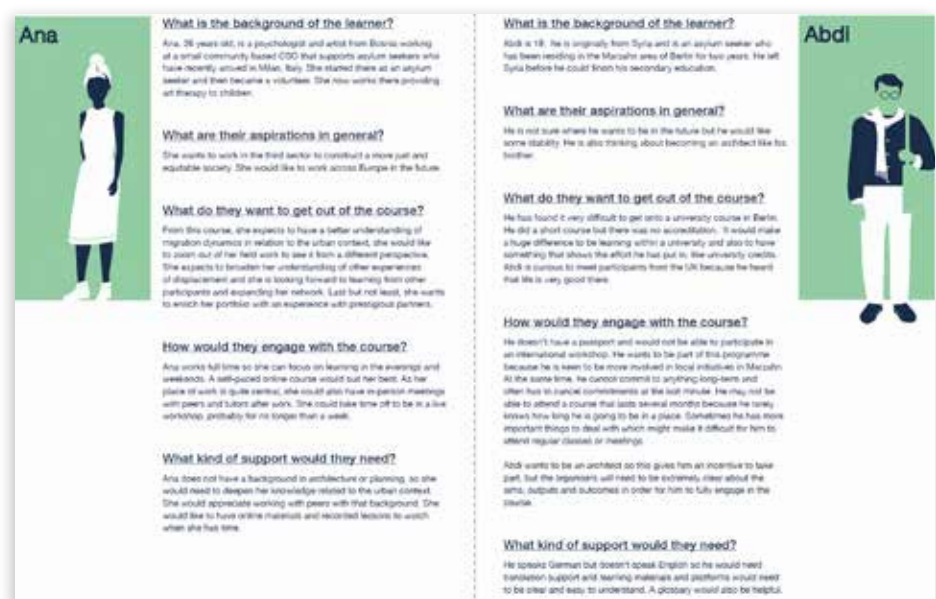 Ana
What is the background of the learner?
Ana, 36 years old, is a psychologist and artist from Bosnia working
at a small community based CSO that supports asylum seekers who
have recently arrived in Milan, Italy. She started there as an asylum
seeker and then became a volunteer. She now works there providing
art therapy to children.
What are their aspirations in general?
She wants to work in the third sector to construct a more just and
equitable society. She would like to work across Europe in the future.
What do they want to get out of the course?
From this course, she expects to have a better understanding of
migration dynamics in relation to the urban context, she would like
to zoom out of her field work to see it from a different perspective.
She expects to broaden her understanding of other experiences
of displacement and she is looking forward to learning from other
participants and expanding her network. Last but not least, she wants
to enrich her portfolio with an experience with prestigious partners.
How would they engage with the course?
Ana works full time so she can focus on learning in the evenings and
weekends. A self-paced online course would suit her best. As her
place of work is quite central, she could also have in-person meetings
with peers and tutors after work. She could take time off to be in a live
workshop, probably for no longer than a week.
What kind of support would they need?
Ana does not have a background in architecture or planning, so she
would need to deepen her knowledge related to the urban context.
She would appreciate working with peers with that background. She
would like to have online materials and recorded lessons to watch
when she has time.
Abdi
What is the background of the learner?
Abdi is 19, he is originally from Syria and is an asylum seeker who
has been residing in the Marzahn area of Berlin for two years. He left
Syria before he could finish his secondary education.
What are their aspirations in general?
He is not sure where he wants to be in the future but he would like
some stability. He is also thinking about becoming an architect like his
brother.
What do they want to get out of the course?
He has found it very difficult to get onto a university course in Berlin.
He did a short course but there was no accreditation. It would make
a huge difference to be learning within a university and also to have
something that shows the effort he has put in, like university credits.
Abdi is curious to meet participants from the UK because he heard
that life is very good there.
How would they engage with the course?
He doesn't have a passport and would not be able to participate in
an international workshop. He wants to be part of this programme
because he is keen to be more involved in local initiatives in Marzahn.
At the same time, he cannot commit to anything long-term and
often has to cancel commitments at the last minute. He may not be
able to attend a course that lasts several months because he rarely
knows how long he is going to be in a place. Sometimes he has more
important things to deal with which might make it difficult for him to
attend regular classes or meetings.
Abdi wants to be an architect so this gives him an incentive to take
part, but the organisers will need to be extremely clear about the
aims, outputs and outcomes in order for him to fully engage in the
course.
What kind of support would they need?
He speaks German but doesn't speak English so he would need
translation support and learning materials and platforms would need
to be clear and easy to understand. A glossary would also be helpful.